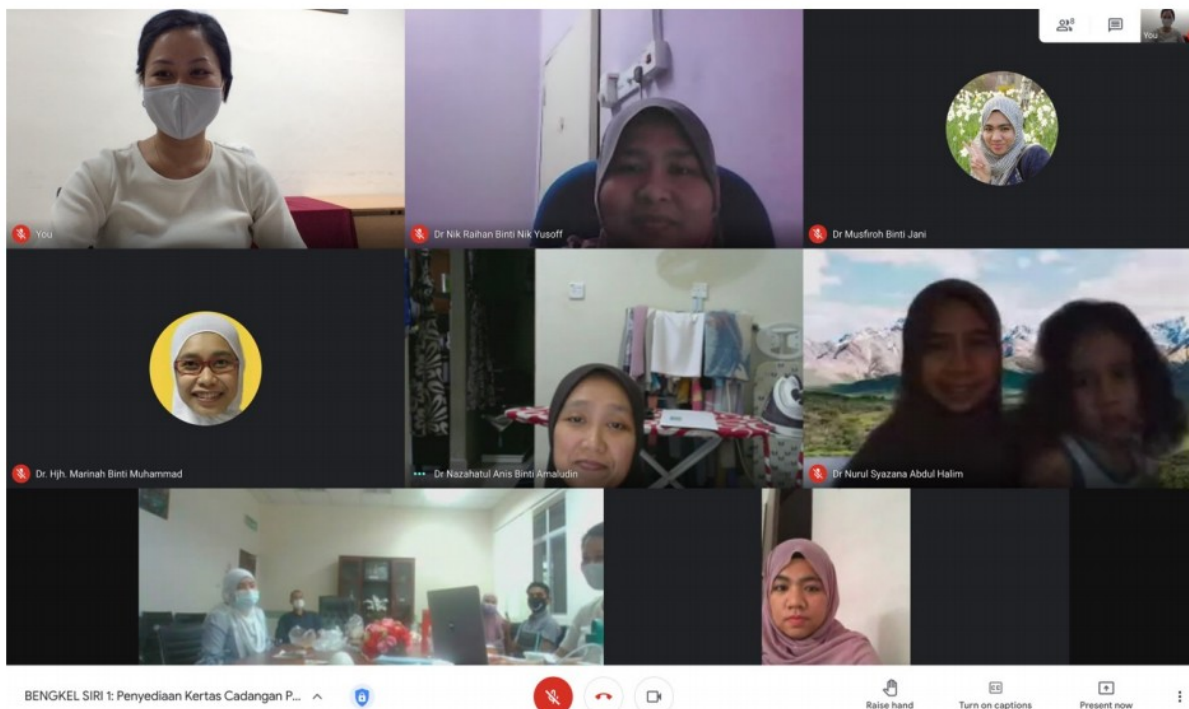 You
You
Dr Nik Raihan Binti Nik Yusoff
Dr Musfiroh Binti Jani
Dr. Hjh. Marinah Binti Muhammad
Dr Nazahatul Anis Binti Amaludin
Dr Nurul Syazana Abdul Halim
BENGKEL SIRI 1: Penyediaan Kertas Cadangan P...
Raise hand
Turn on captions
Present now